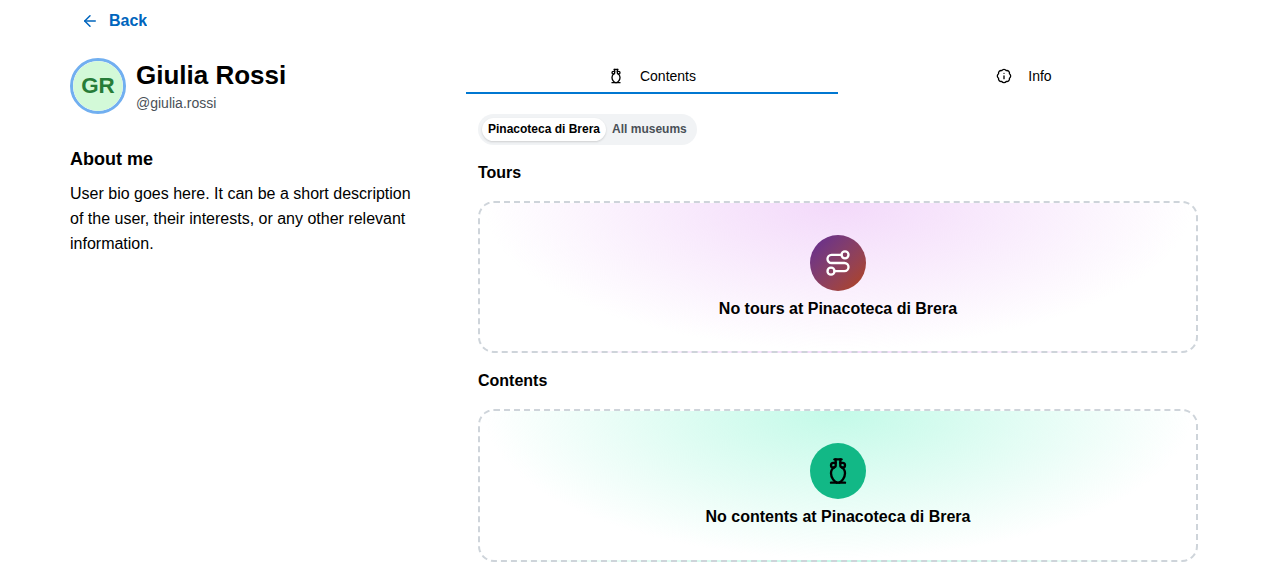 Back
GR
Giulia Rossi
@giulia.rossi
About me
User bio goes here. It can be a short description
of the user, their interests, or any other relevant
information.
Contents
Info
Pinacoteca di Brera
All museums
Tours
No tours at Pinacoteca di Brera
Contents
No contents at Pinacoteca di Brera